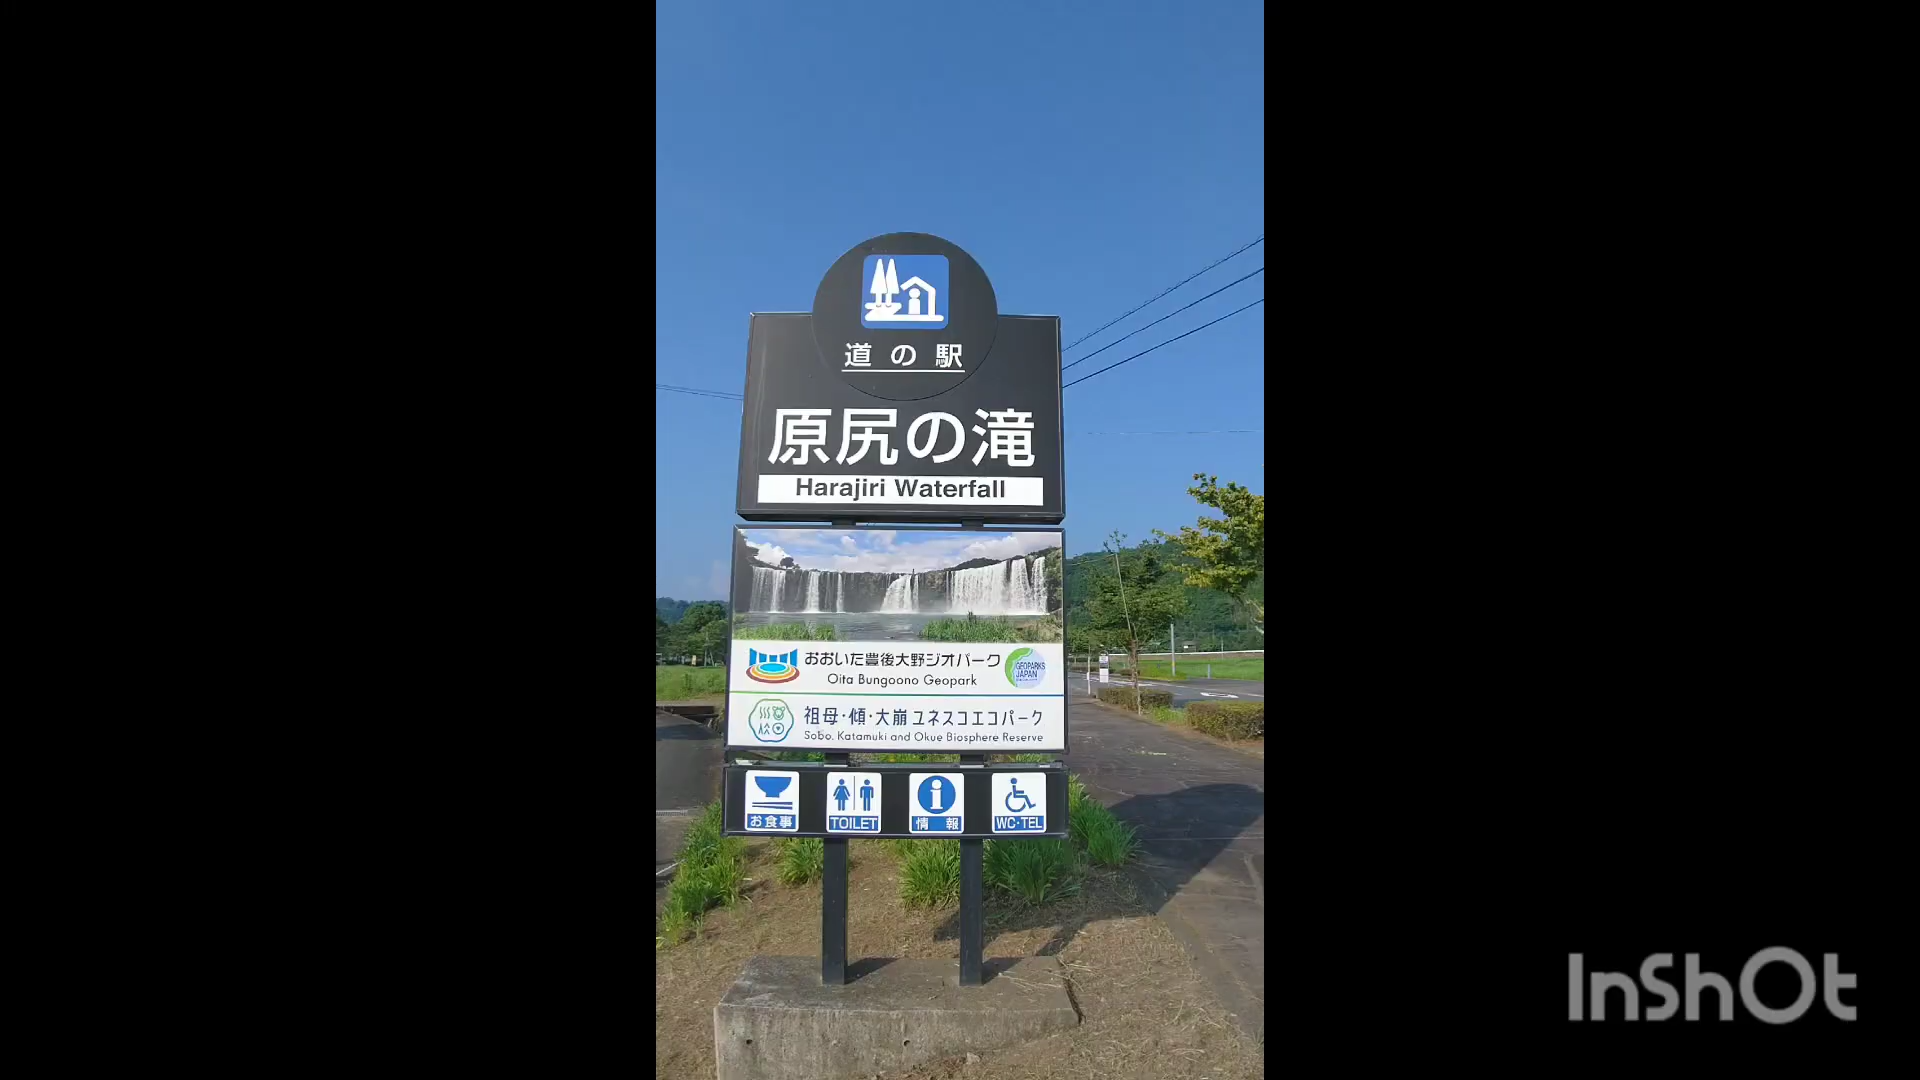 道の駅
原尻の滝
Harajiri Waterfall
おおいた豊後大野ジオパーク
Oita Bungoono Geopark
GEOPARKS
JAPAN
祖母・傾・大崩ユネスコエコパーク
Sobo, Katamuki and Okue Biosphere Reserve
お食事
TOILET
情報
WC・TEL
InShOt